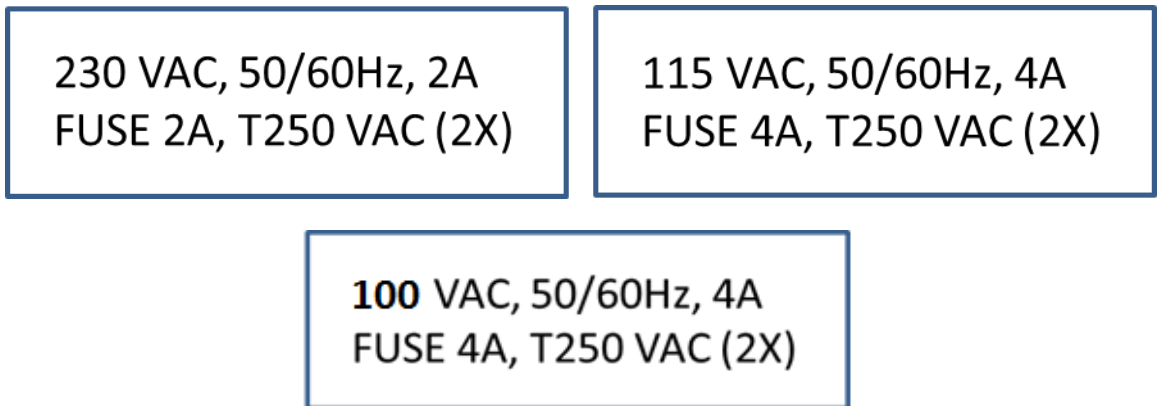 230 VAC, 50/60Hz, 2A
FUSE 2A, T250 VAC (2X)
115 VAC, 50/60Hz, 4A
FUSE 4A, T250 VAC (2X)
100 VAC, 50/60Hz, 4A
FUSE 4A, T250 VAC (2X)